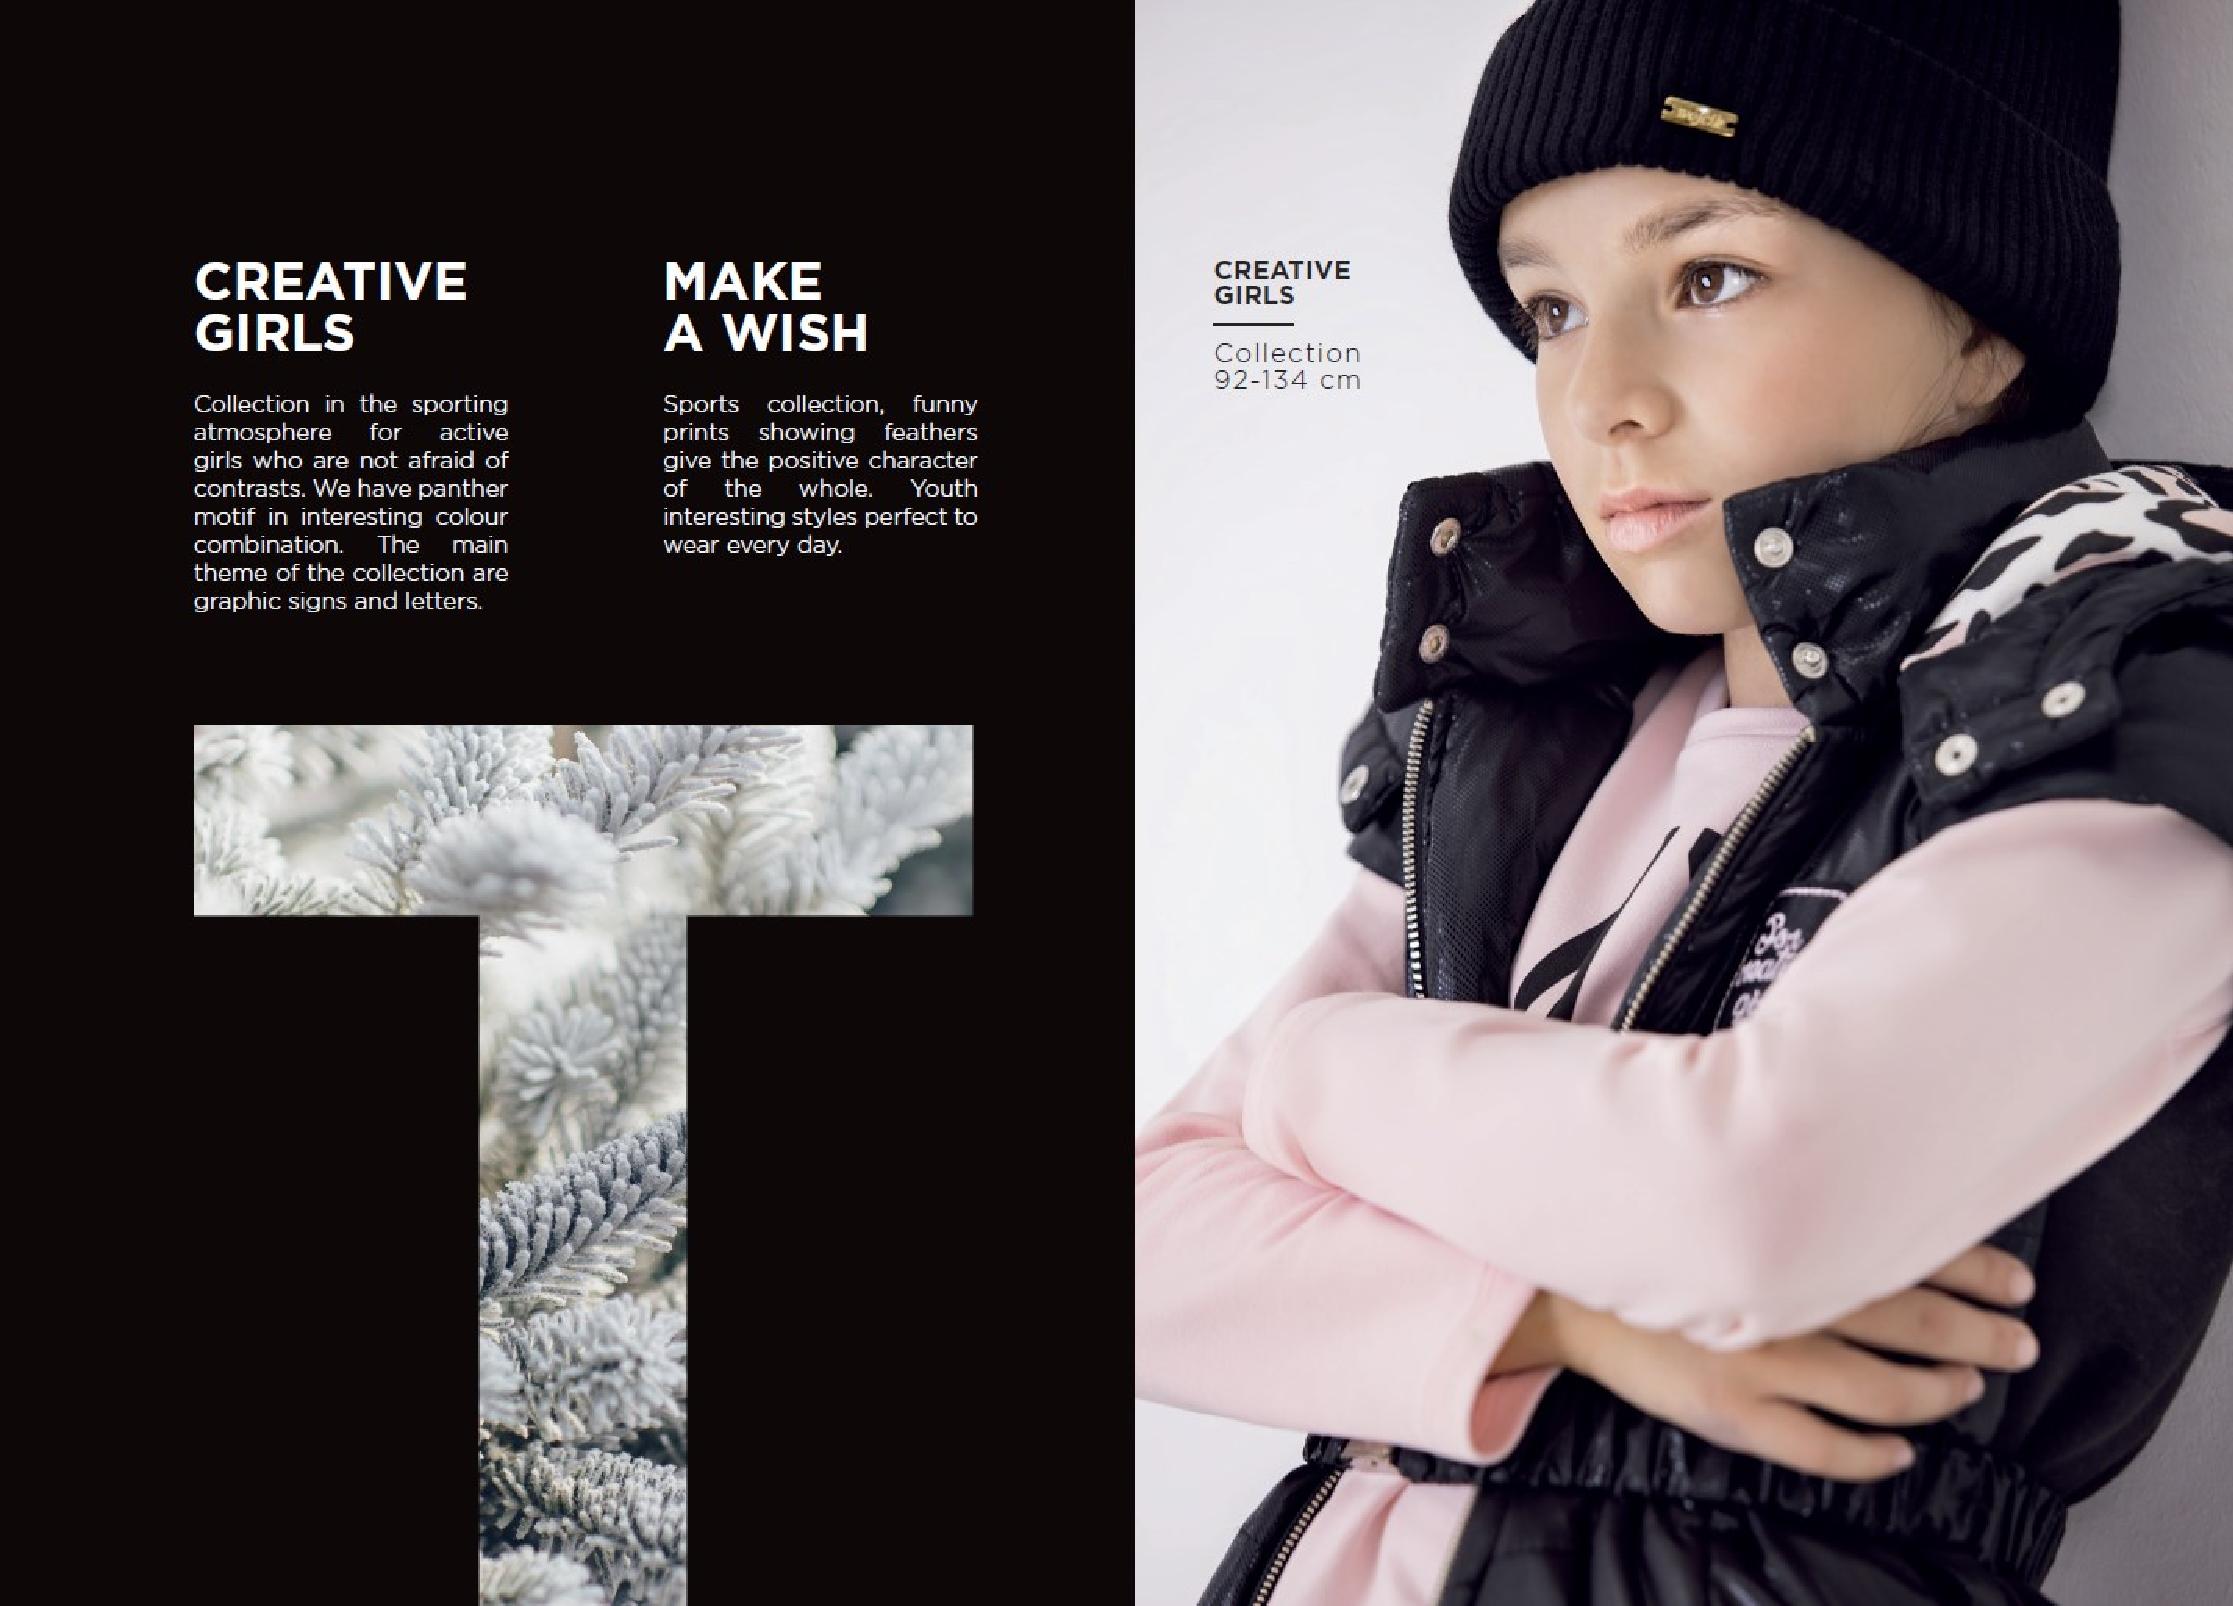 CREATIVE
GIRLS
Collection in the sporting
atmosphere for active
girls who are not afraid of
contrasts. We have panther
motif in interesting colour
combination. The main
theme of the collection are
graphic signs and letters.
MAKE
A WISH
Sports collection, funny
prints showing feathers
give the positive character
of the whole. Youth
interesting styles perfect to
wear every day.
CREATIVE
GIRLS
Collection
92-134 cm